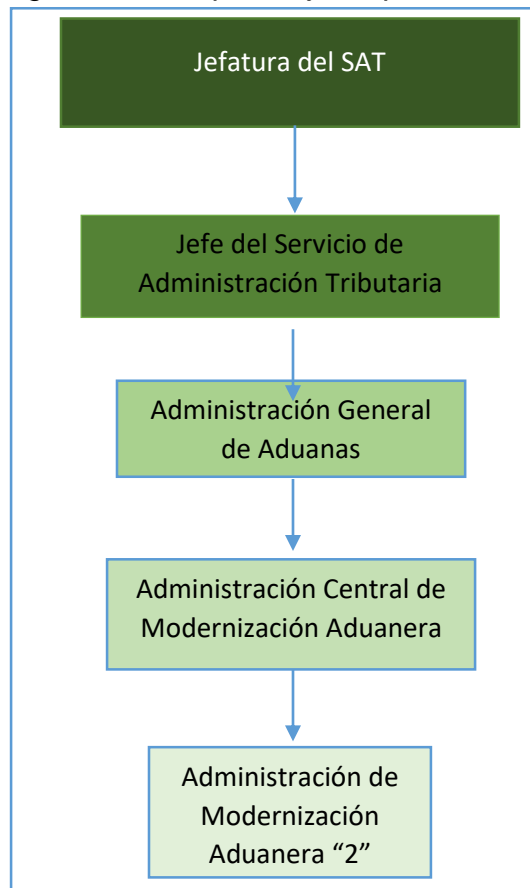 Jefatura del SAT
Jefe del Servicio de
Administración Tributaria
Administración General
de Aduanas
Administración Central de
Modernización Aduanera
Administración de
Modernización
Aduanera “2”